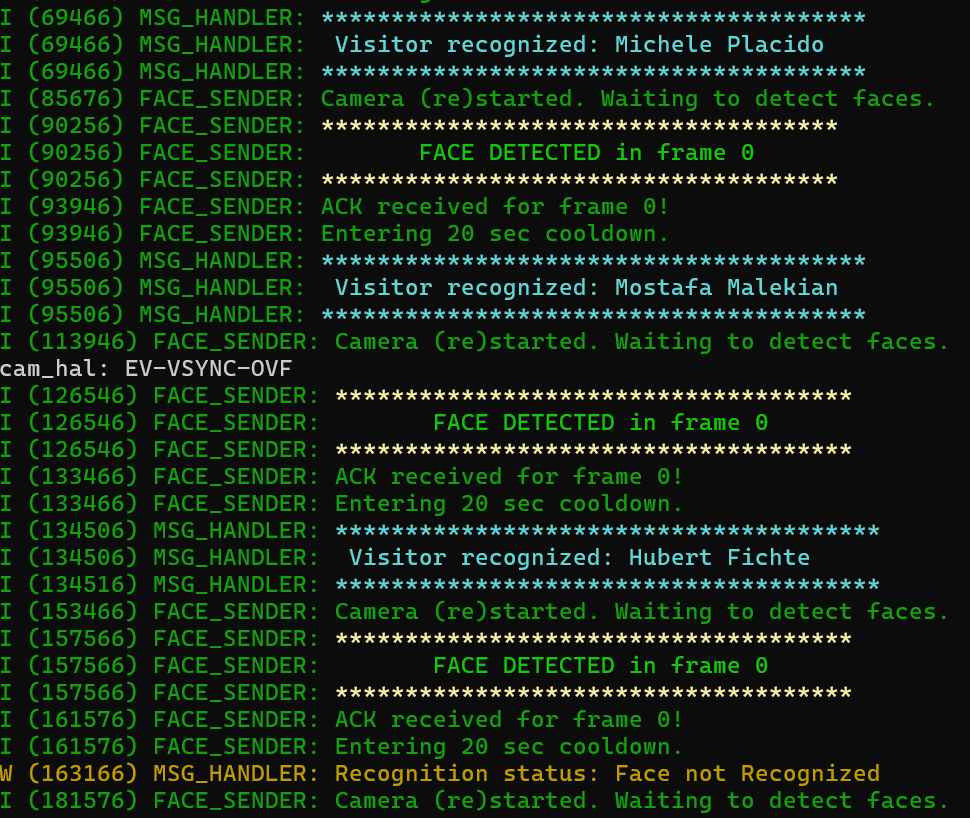 I (69466) MSG_HANDLER: ***************************************
I (69466) MSG_HANDLER:  Visitor recognized: Michele Placido
I (69466) MSG_HANDLER: ***************************************
I (85676) FACE_SENDER: Camera (re)started. Waiting to detect faces.
I (90256) FACE_SENDER: *************************************
I (90256) FACE_SENDER:        FACE DETECTED in frame 0
I (90256) FACE_SENDER: *************************************
I (93946) FACE_SENDER: ACK received for frame 0!
I (93946) FACE_SENDER: Entering 20 sec cooldown.
I (95506) MSG_HANDLER: ***************************************
I (95506) MSG_HANDLER:  Visitor recognized: Mostafa Malekian
I (95506) MSG_HANDLER: ***************************************
I (113946) FACE_SENDER: Camera (re)started. Waiting to detect faces.
cam_hal: EV-VSYNC-OVF
I (126546) FACE_SENDER: *************************************
I (126546) FACE_SENDER:        FACE DETECTED in frame 0
I (126546) FACE_SENDER: *************************************
I (133466) FACE_SENDER: ACK received for frame 0!
I (133466) FACE_SENDER: Entering 20 sec cooldown.
I (134506) MSG_HANDLER: ***************************************
I (134506) MSG_HANDLER:  Visitor recognized: Hubert Fichte
I (134516) MSG_HANDLER: ***************************************
I (153466) FACE_SENDER: Camera (re)started. Waiting to detect faces.
I (157566) FACE_SENDER: *************************************
I (157566) FACE_SENDER:        FACE DETECTED in frame 0
I (157566) FACE_SENDER: *************************************
I (161576) FACE_SENDER: ACK received for frame 0!
I (161576) FACE_SENDER: Entering 20 sec cooldown.
W (163166) MSG_HANDLER: Recognition status: Face not Recognized
I (181576) FACE_SENDER: Camera (re)started. Waiting to detect faces.